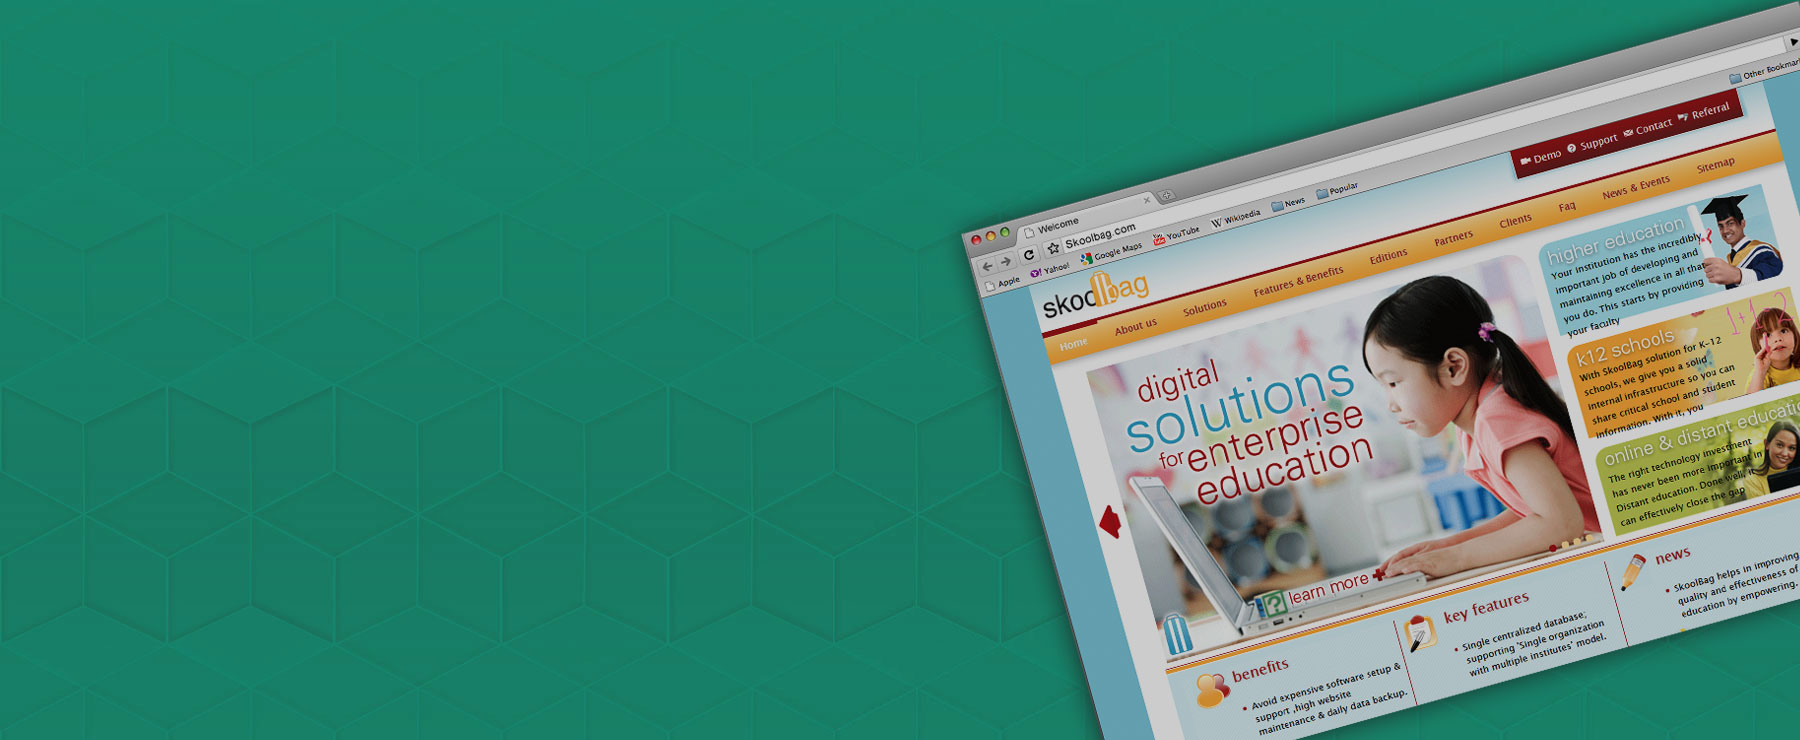 Welcome
Skoolbag.com
Other Bookmar
Apple
Yahoo!
Google Maps
YouTube
Wikipedia
News
Popular
Demo
Support
Contact
Referral
skoolbag
Home
About us
Solutions
Features & Benefits
Editions
Partners
Clients
Faq
News & Events
Sitemap
digital
solutions
for enterprise
education
learn more
higher education
Your institution has the incredibly
important job of developing and
maintaining excellence in all that
you do. This starts by providing
your faculty
1+1=2
k12 schools
With SkoolBag solution for K-12
schools, we give you a solid
internal infrastructure so you can
share critical school and student
information. With it, you
online & distant educatio
The right technology investment
has never been more important in
Distant education. Done well, it
can effectively close the gap
benefits
• Avoid expensive software setup &
support ,high website
maintenance & daily data backup.
key features
• Single centralized database;
supporting 'Single organization
with multiple institutes' model.
news
• SkoolBag helps in improving
quality and effectiveness of
education by empowering.